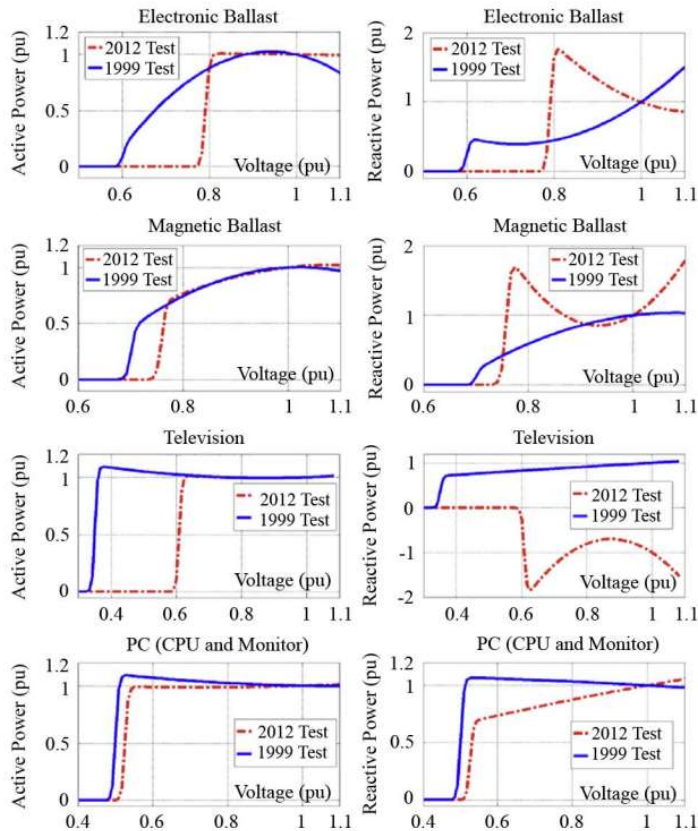 Electronic Ballast
Active Power (pu)
1.2
1
0.5
0
2012 Test
1999 Test
Voltage (pu)
0.6 0.8 1 1.1
Electronic Ballast
Reactive Power (pu)
2
1
0
2012 Test
1999 Test
Voltage (pu)
0.6 0.8 1 1.1
Magnetic Ballast
Active Power (pu)
1.2
1
0.5
0
2012 Test
1999 Test
Voltage (pu)
0.6 0.8 1 1.1
Magnetic Ballast
Reactive Power (pu)
2
1
0
2012 Test
1999 Test
Voltage (pu)
0.6 0.8 1 1.1
Television
Active Power (pu)
1.2
1
0.5
0
2012 Test
1999 Test
Voltage (pu)
0.4 0.6 0.8 1 1.1
Television
Reactive Power (pu)
1
0
-1
-2
2012 Test
1999 Test
Voltage (pu)
0.4 0.6 0.8 1 1.1
PC (CPU and Monitor)
Active Power (pu)
1.2
1
0.5
0
2012 Test
1999 Test
Voltage (pu)
0.4 0.6 0.8 1 1.1
PC (CPU and Monitor)
Reactive Power (pu)
1.2
1
0.5
0
2012 Test
1999 Test
Voltage (pu)
0.4 0.6 0.8 1 1.1